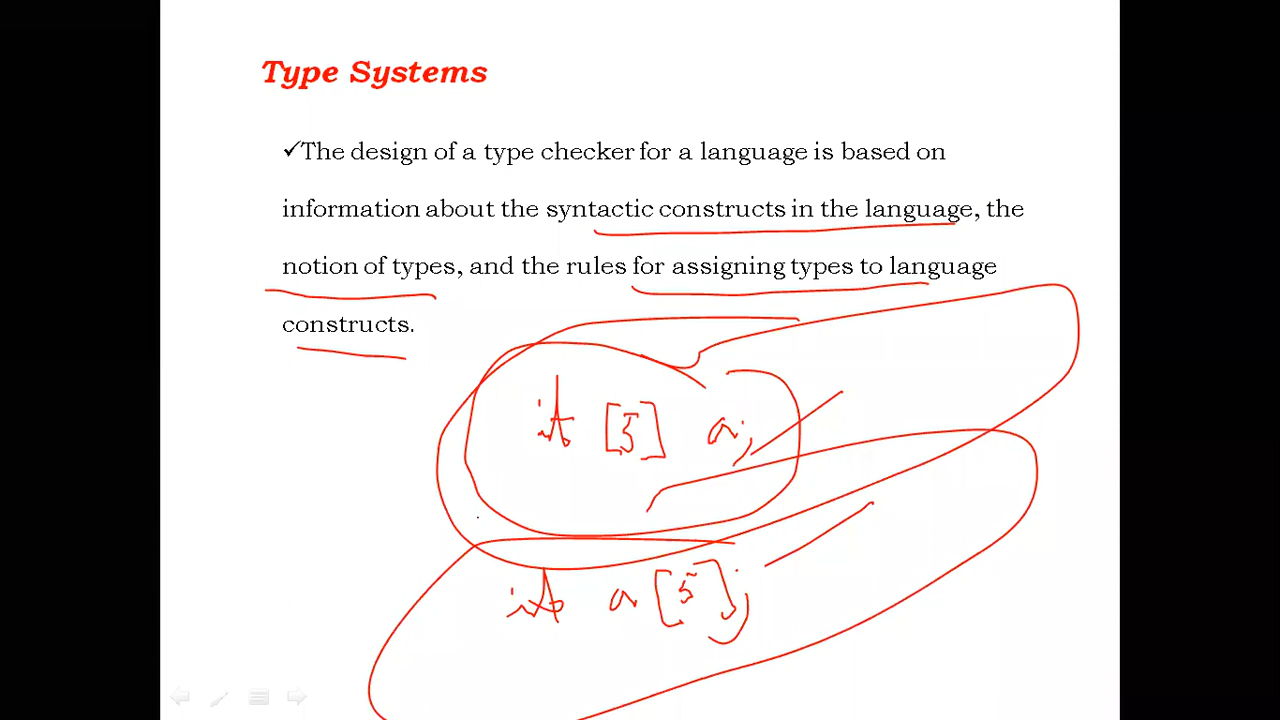 Type Systems
✓The design of a type checker for a language is based on
information about the syntactic constructs in the language, the
notion of types, and the rules for assigning types to language
constructs.
int [5] a;
int a[5];